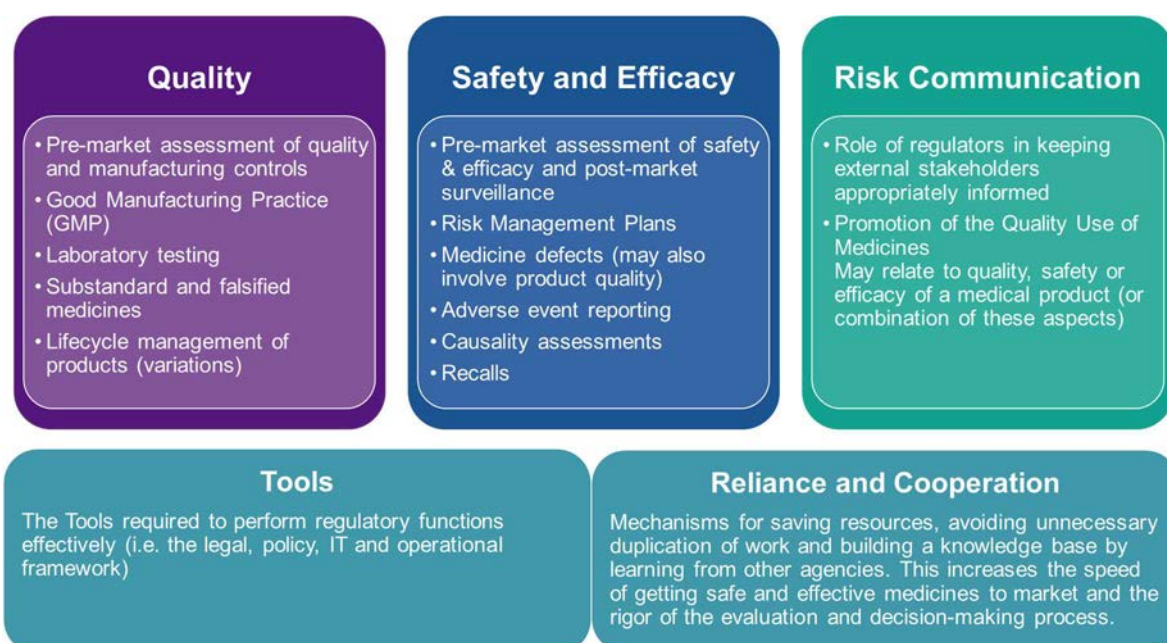 Quality
• Pre-market assessment of quality
and manufacturing controls
• Good Manufacturing Practice
(GMP)
• Laboratory testing
• Substandard and falsified
medicines
• Lifecycle management of
products (variations)
Safety and Efficacy
• Pre-market assessment of safety
& efficacy and post-market
surveillance
• Risk Management Plans
• Medicine defects (may also
involve product quality)
• Adverse event reporting
• Causality assessments
• Recalls
Risk Communication
• Role of regulators in keeping
external stakeholders
appropriately informed
• Promotion of the Quality Use of
Medicines
May relate to quality, safety or
efficacy of a medical product (or
combination of these aspects)
Tools
The Tools required to perform regulatory functions
effectively (i.e. the legal, policy, IT and operational
framework)
Reliance and Cooperation
Mechanisms for saving resources, avoiding unnecessary
duplication of work and building a knowledge base by
learning from other agencies. This increases the speed
of getting safe and effective medicines to market and the
rigor of the evaluation and decision-making process.